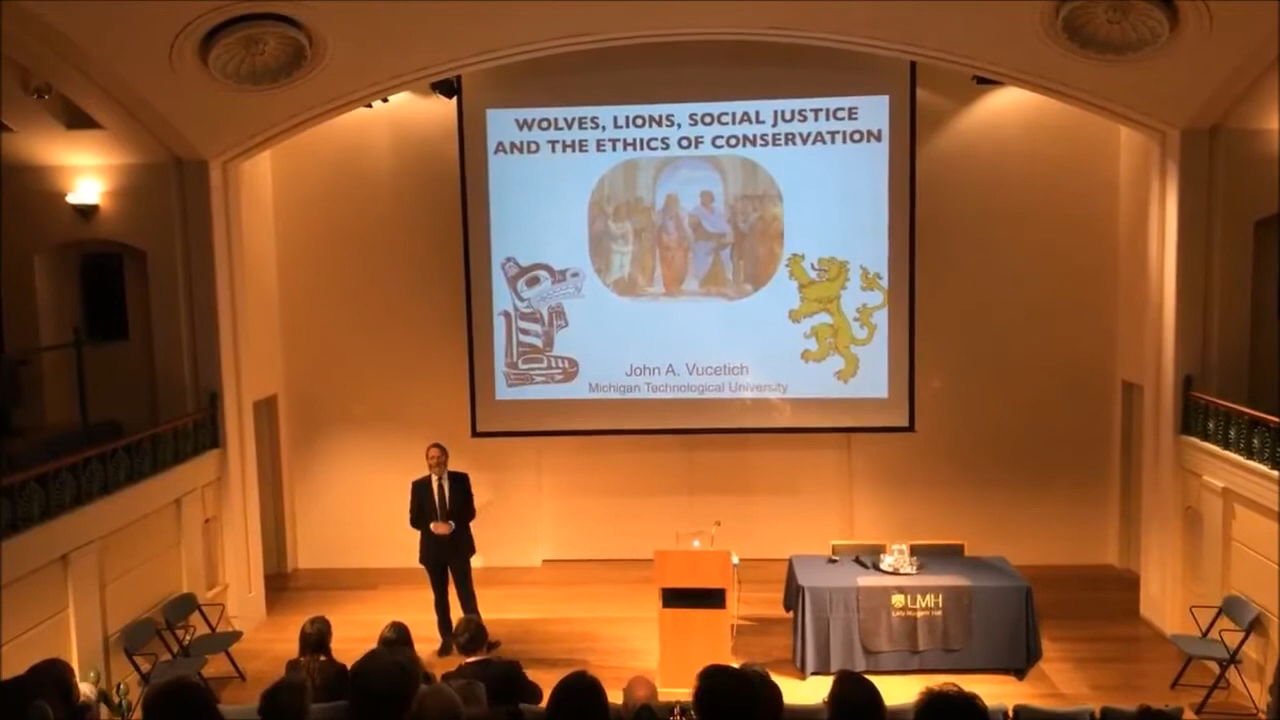 WOLVES, LIONS, SOCIAL JUSTICE
AND THE ETHICS OF CONSERVATION
John A. Vucetich
Michigan Technological University
LMH
Lady Margaret Hall